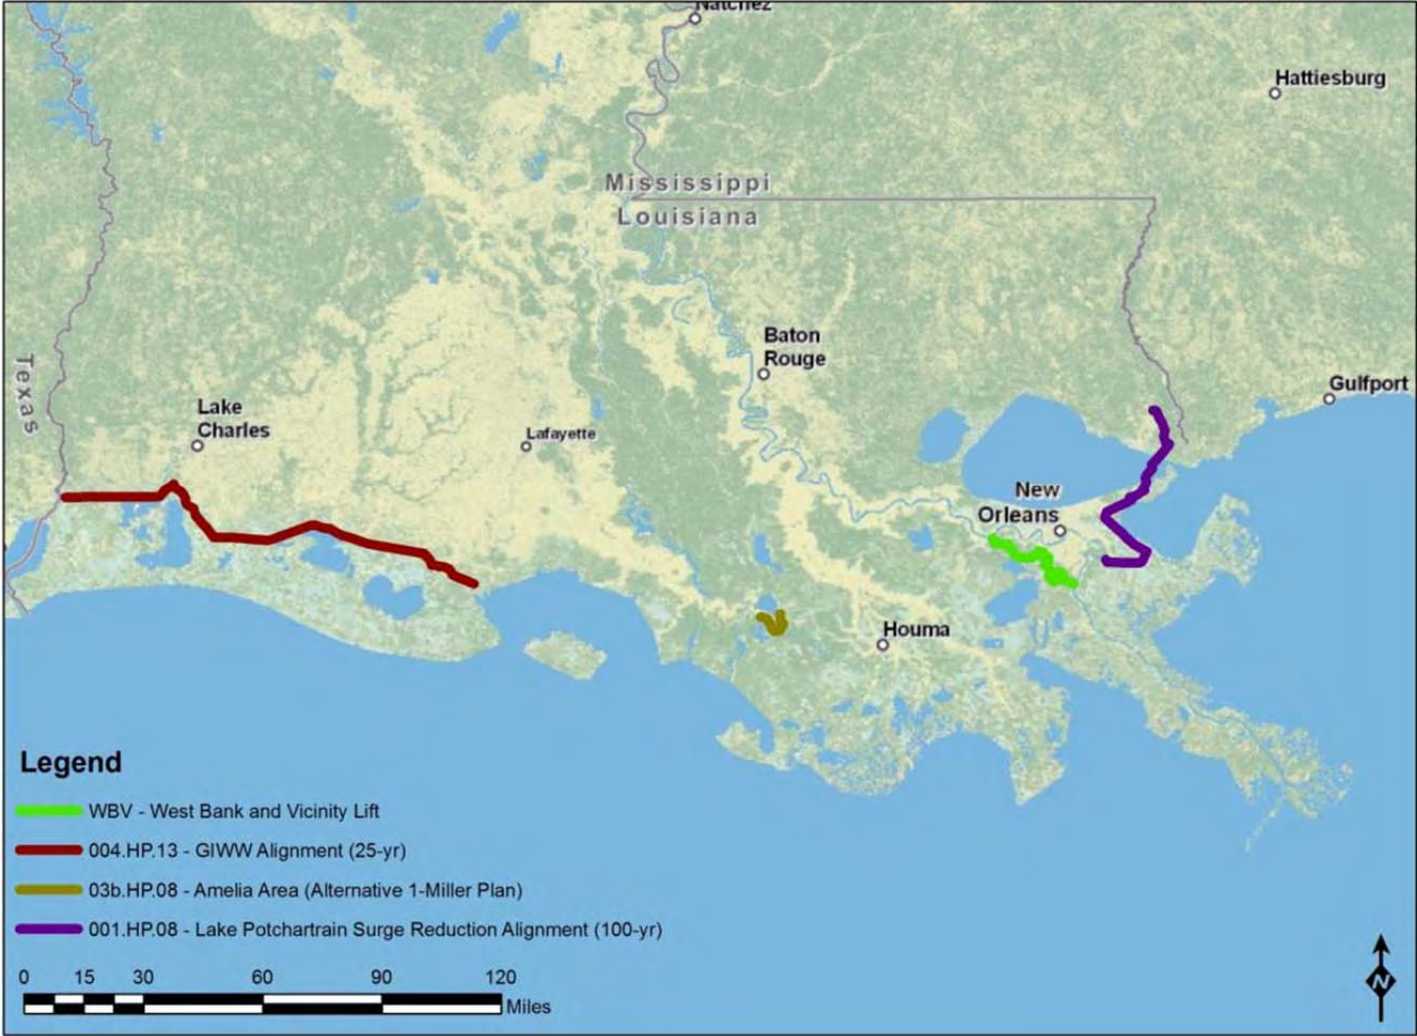 Natchez
Hattiesburg
Mississippi
Louisiana
Baton
Rouge
Texas
Gulfport
Lake
Charles
Lafayette
New
Orleans
Houma
Legend
WBV - West Bank and Vicinity Lift
004.HP.13 - GIWW Alignment (25-yr)
03b.HP.08 - Amelia Area (Alternative 1-Miller Plan)
001.HP.08 - Lake Potchartrain Surge Reduction Alignment (100-yr)
0 15 30 60 90 120
Miles
N